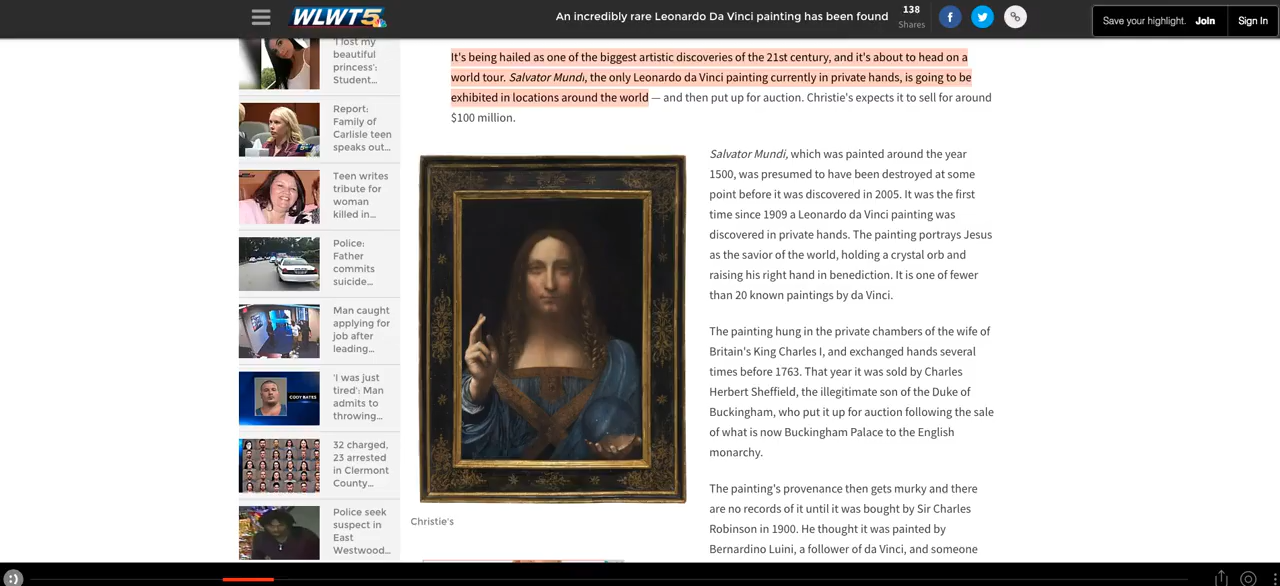 WLWT5
An incredibly rare Leonardo Da Vinci painting has been found
138
Shares
Save your highlight. Join
Sign In
'I lost my
beautiful
princess':
Student...
Report:
Family of
Carlisle teen
speaks out...
Teen writes
tribute for
woman
killed in...
Police:
Father
commits
suicide...
Man caught
applying for
job after
leading...
'I was just
tired': Man
admits to
throwing...
CODY BATES
32 charged,
23 arrested
in Clermont
County...
Police seek
suspect in
East
Westwood...
It's being hailed as one of the biggest artistic discoveries of the 21st century, and it's about to head on a
world tour. Salvator Mundi, the only Leonardo da Vinci painting currently in private hands, is going to be
exhibited in locations around the world — and then put up for auction. Christie's expects it to sell for around
$100 million.
Salvator Mundi, which was painted around the year
1500, was presumed to have been destroyed at some
point before it was discovered in 2005. It was the first
time since 1909 a Leonardo da Vinci painting was
discovered in private hands. The painting portrays Jesus
as the savior of the world, holding a crystal orb and
raising his right hand in benediction. It is one of fewer
than 20 known paintings by da Vinci.
The painting hung in the private chambers of the wife of
Britain's King Charles I, and exchanged hands several
times before 1763. That year it was sold by Charles
Herbert Sheffield, the illegitimate son of the Duke of
Buckingham, who put it up for auction following the sale
of what is now Buckingham Palace to the English
monarchy.
The painting's provenance then gets murky and there
are no records of it until it was bought by Sir Charles
Robinson in 1900. He thought it was painted by
Bernardino Luini, a follower of da Vinci, and someone
Christie's